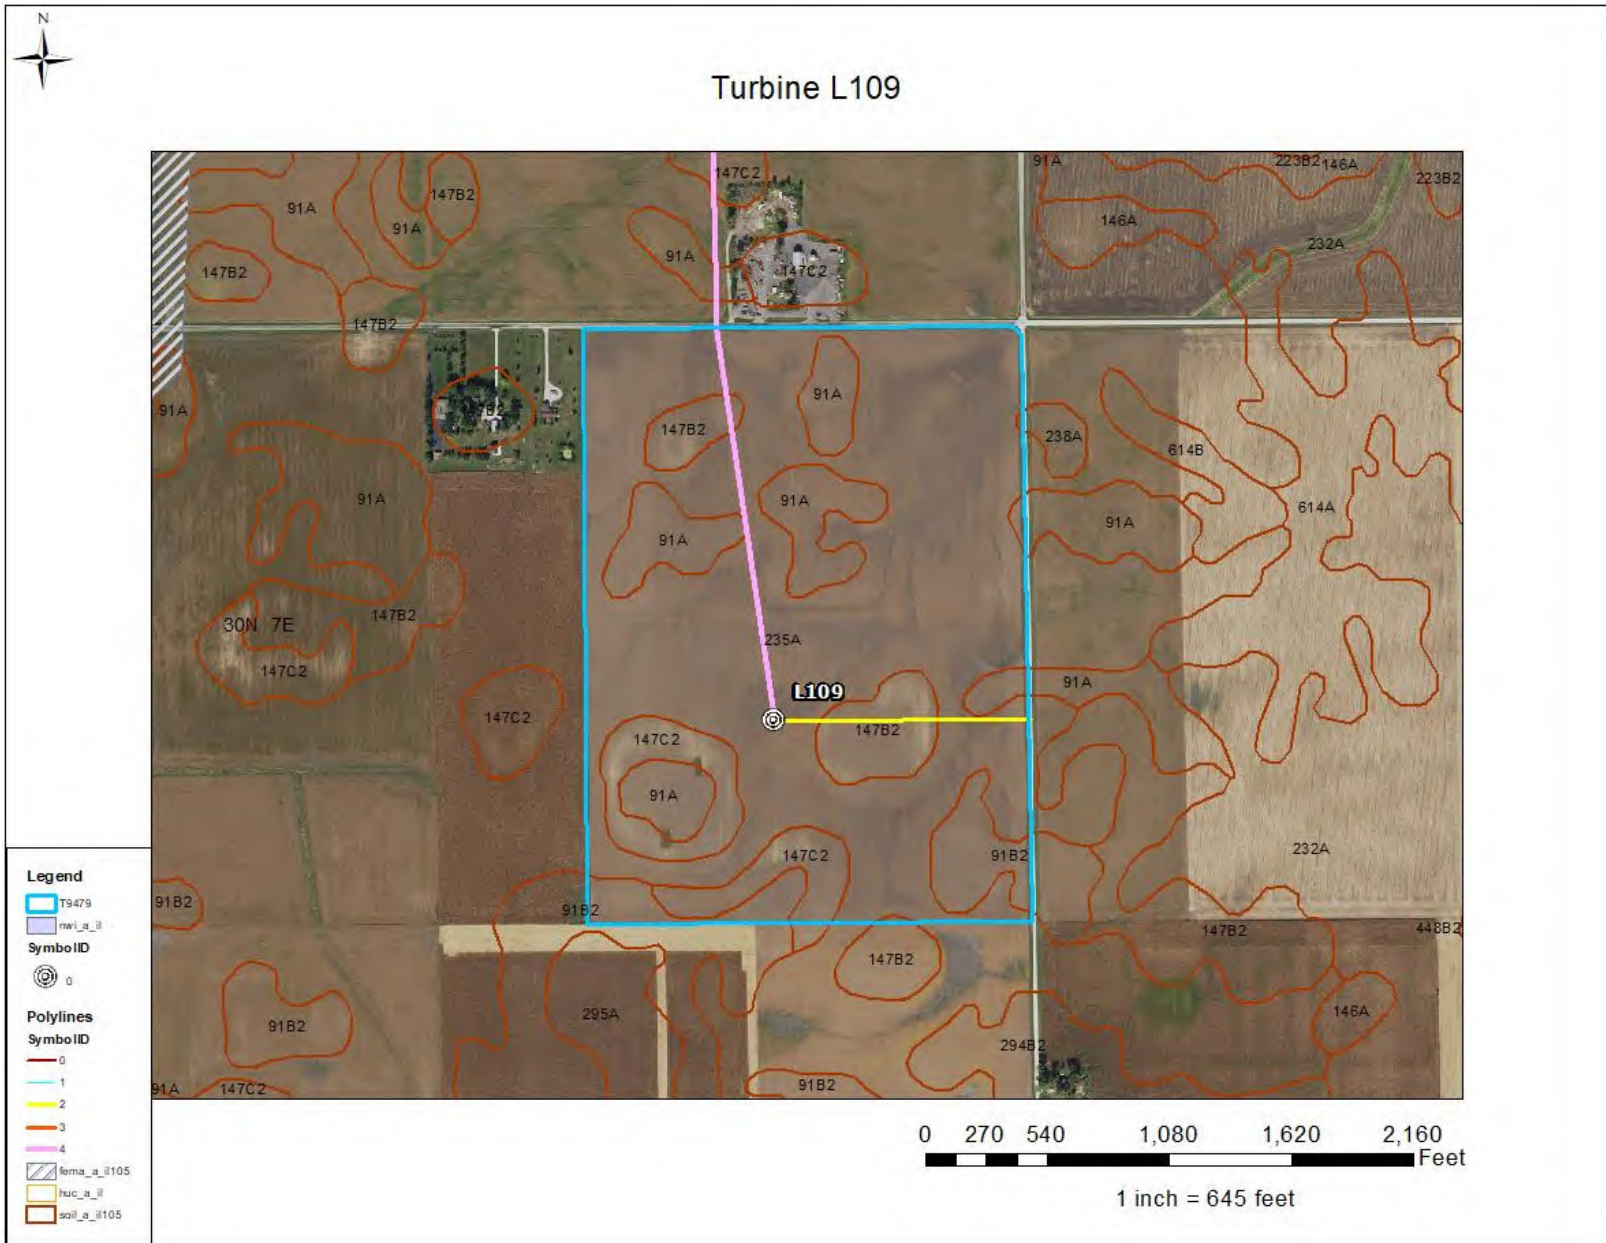 N
Turbine L109
147C2
91A
223B2
146A
223B2
147B2
91A
91A
146A
232A
91A
147B2
147C2
147B2
91A
147B2
91A
147B2
238A
614B
91A
91A
614A
91A
91A
30N 7E
147B2
235A
147C2
91A
L109
147C2
147C2
147B2
91A
147C2
91B2
232A
91B2
91B2
147B2
448B2
147B2
295A
146A
91B2
294B2
91A
147C2
91B2
Legend
T9479
nwi_a_il
SymbolID
0
Polylines
SymbolID
0
1
2
3
4
fema_a_il105
huc_a_il
soil_a_il105
0 270 540 1,080 1,620 2,160
Feet
1 inch = 645 feet